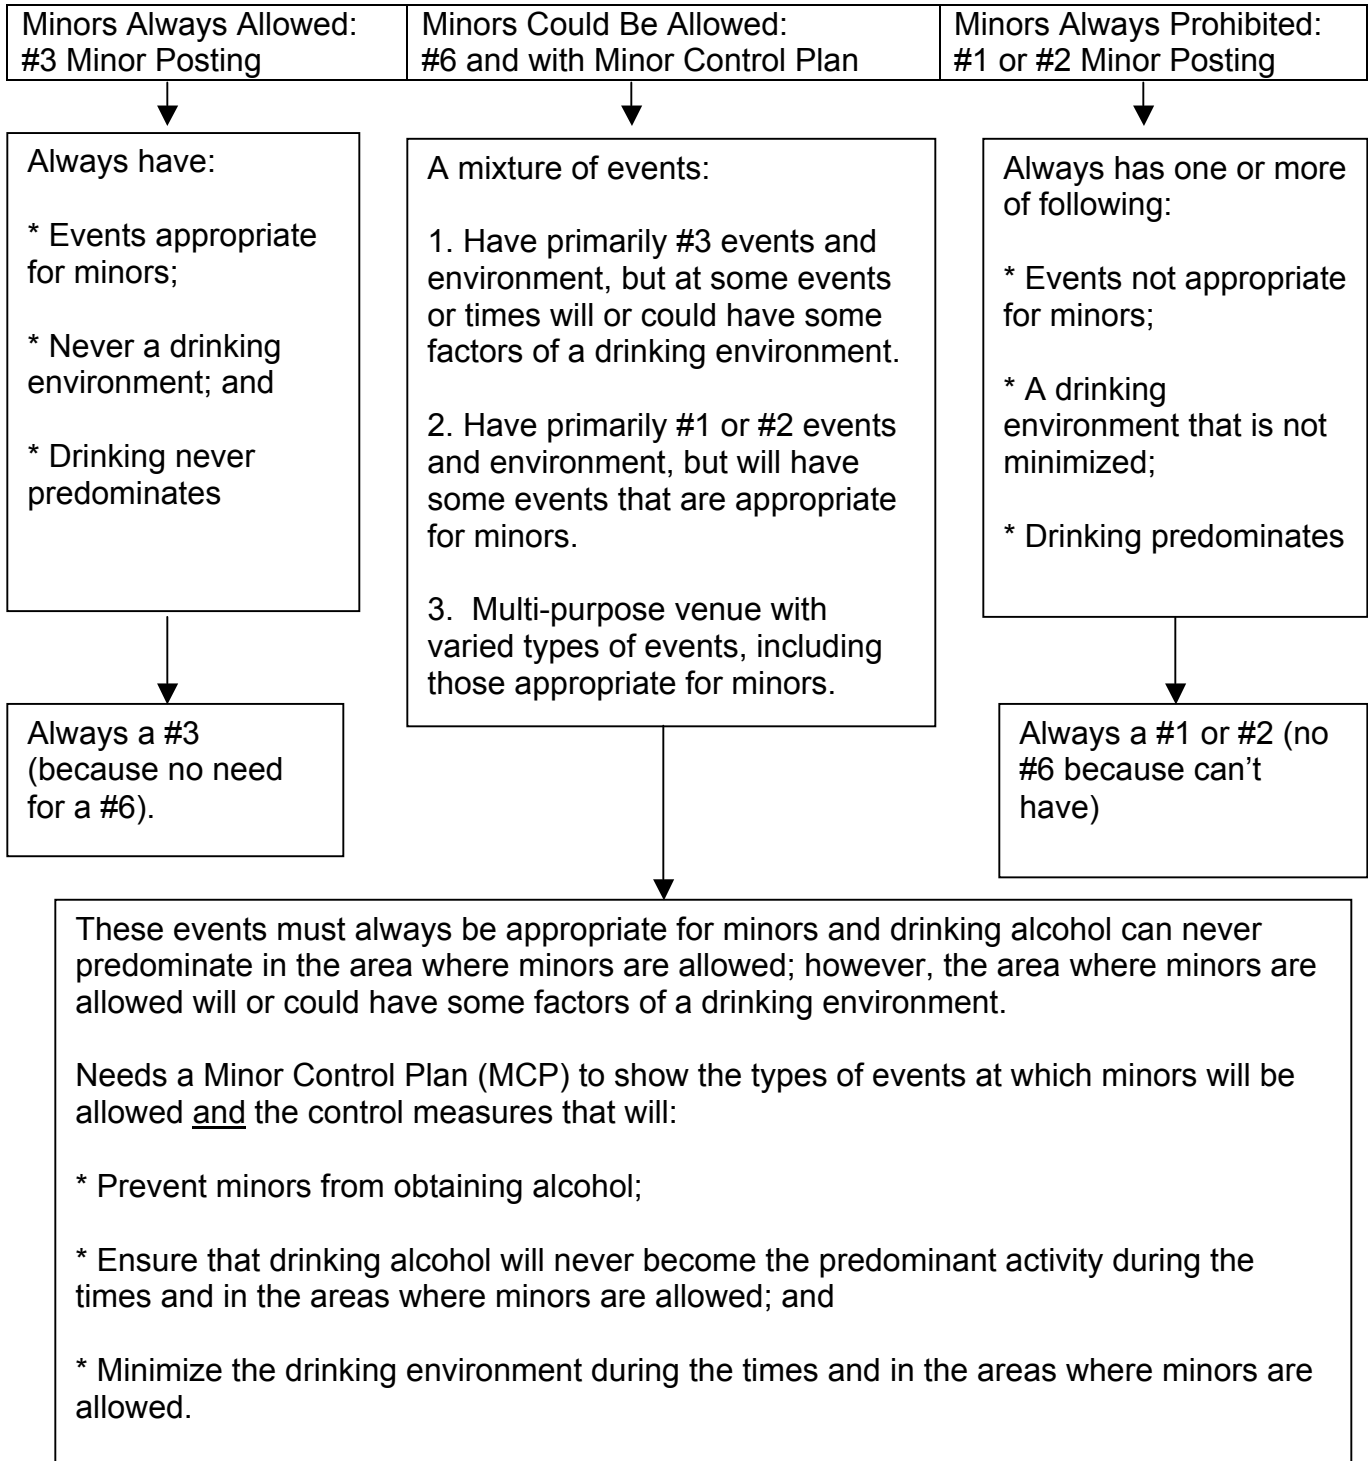 Minors Always Allowed:
#3 Minor Posting
Minors Could Be Allowed:
#6 and with Minor Control Plan
Minors Always Prohibited:
#1 or #2 Minor Posting
Always have:
* Events appropriate
for minors;
* Never a drinking
environment; and
* Drinking never
predominates
A mixture of events:
1. Have primarily #3 events and
environment, but at some events
or times will or could have some
factors of a drinking environment.
2. Have primarily #1 or #2 events
and environment, but will have
some events that are appropriate
for minors.
3.  Multi-purpose venue with
varied types of events, including
those appropriate for minors.
Always has one or more
of following:
* Events not appropriate
for minors;
* A drinking
environment that is not
minimized;
* Drinking predominates
Always a #3
(because no need
for a #6).
Always a #1 or #2 (no
#6 because can’t
have)
These events must always be appropriate for minors and drinking alcohol can never
predominate in the area where minors are allowed; however, the area where minors are
allowed will or could have some factors of a drinking environment.
Needs a Minor Control Plan (MCP) to show the types of events at which minors will be
allowed and the control measures that will:
* Prevent minors from obtaining alcohol;
* Ensure that drinking alcohol will never become the predominant activity during the
times and in the areas where minors are allowed; and
* Minimize the drinking environment during the times and in the areas where minors are
allowed.